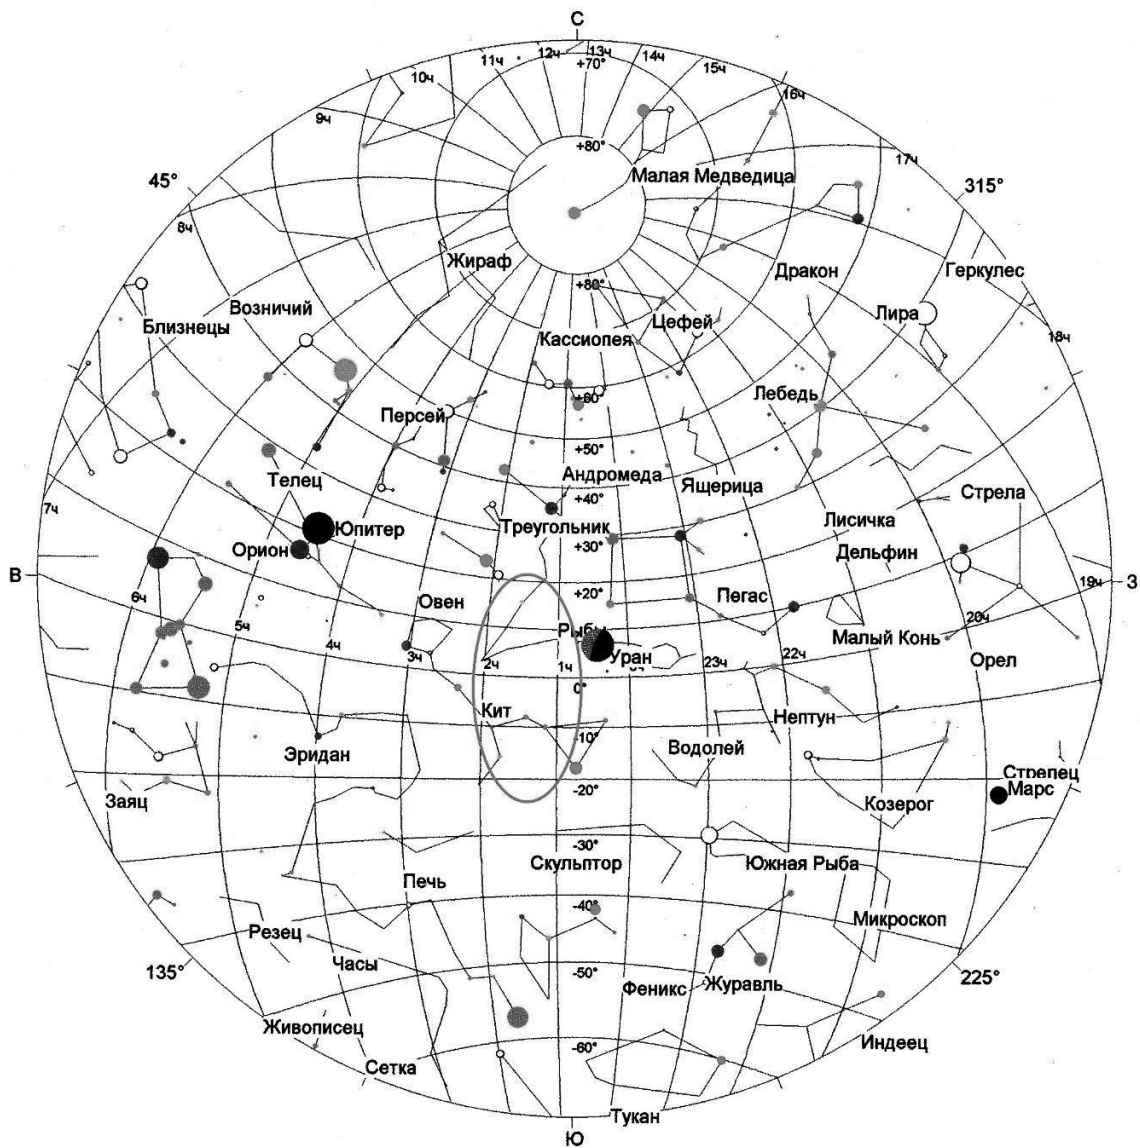 С
11ч 12ч 13ч 14ч
+70°
15ч
10ч
16ч
9ч
+80°
17ч
45°
Малая Медведица
315°
8ч
Жираф
Дракон
Геркулес
+80°
Возничий
Близнецы
Цефей
Лира
Кассиопея
18ч
+60°
Лебедь
Персей
+50°
Телец
Андромеда
Ящерица
Стрела
+40°
7ч
Юпитер
Треугольник
Лисичка
+30°
Орион
Дельфин
В
З
19ч
6ч
+20°
Овен
Пегас
20ч
5ч
Рыбы
Малый Конь
4ч
Уран
3ч
2ч
1ч
23ч
22ч
Орел
0°
Кит
Нептун
-10°
Эридан
Водолей
Стрелец
Марс
-20°
Заяц
Козерог
-30°
Скульптор
Южная Рыба
Печь
-40°
Микроскоп
Резец
Часы
135°
-50°
225°
Феникс
Журавль
Живописец
-60°
Индеец
Сетка
Тукан
Ю